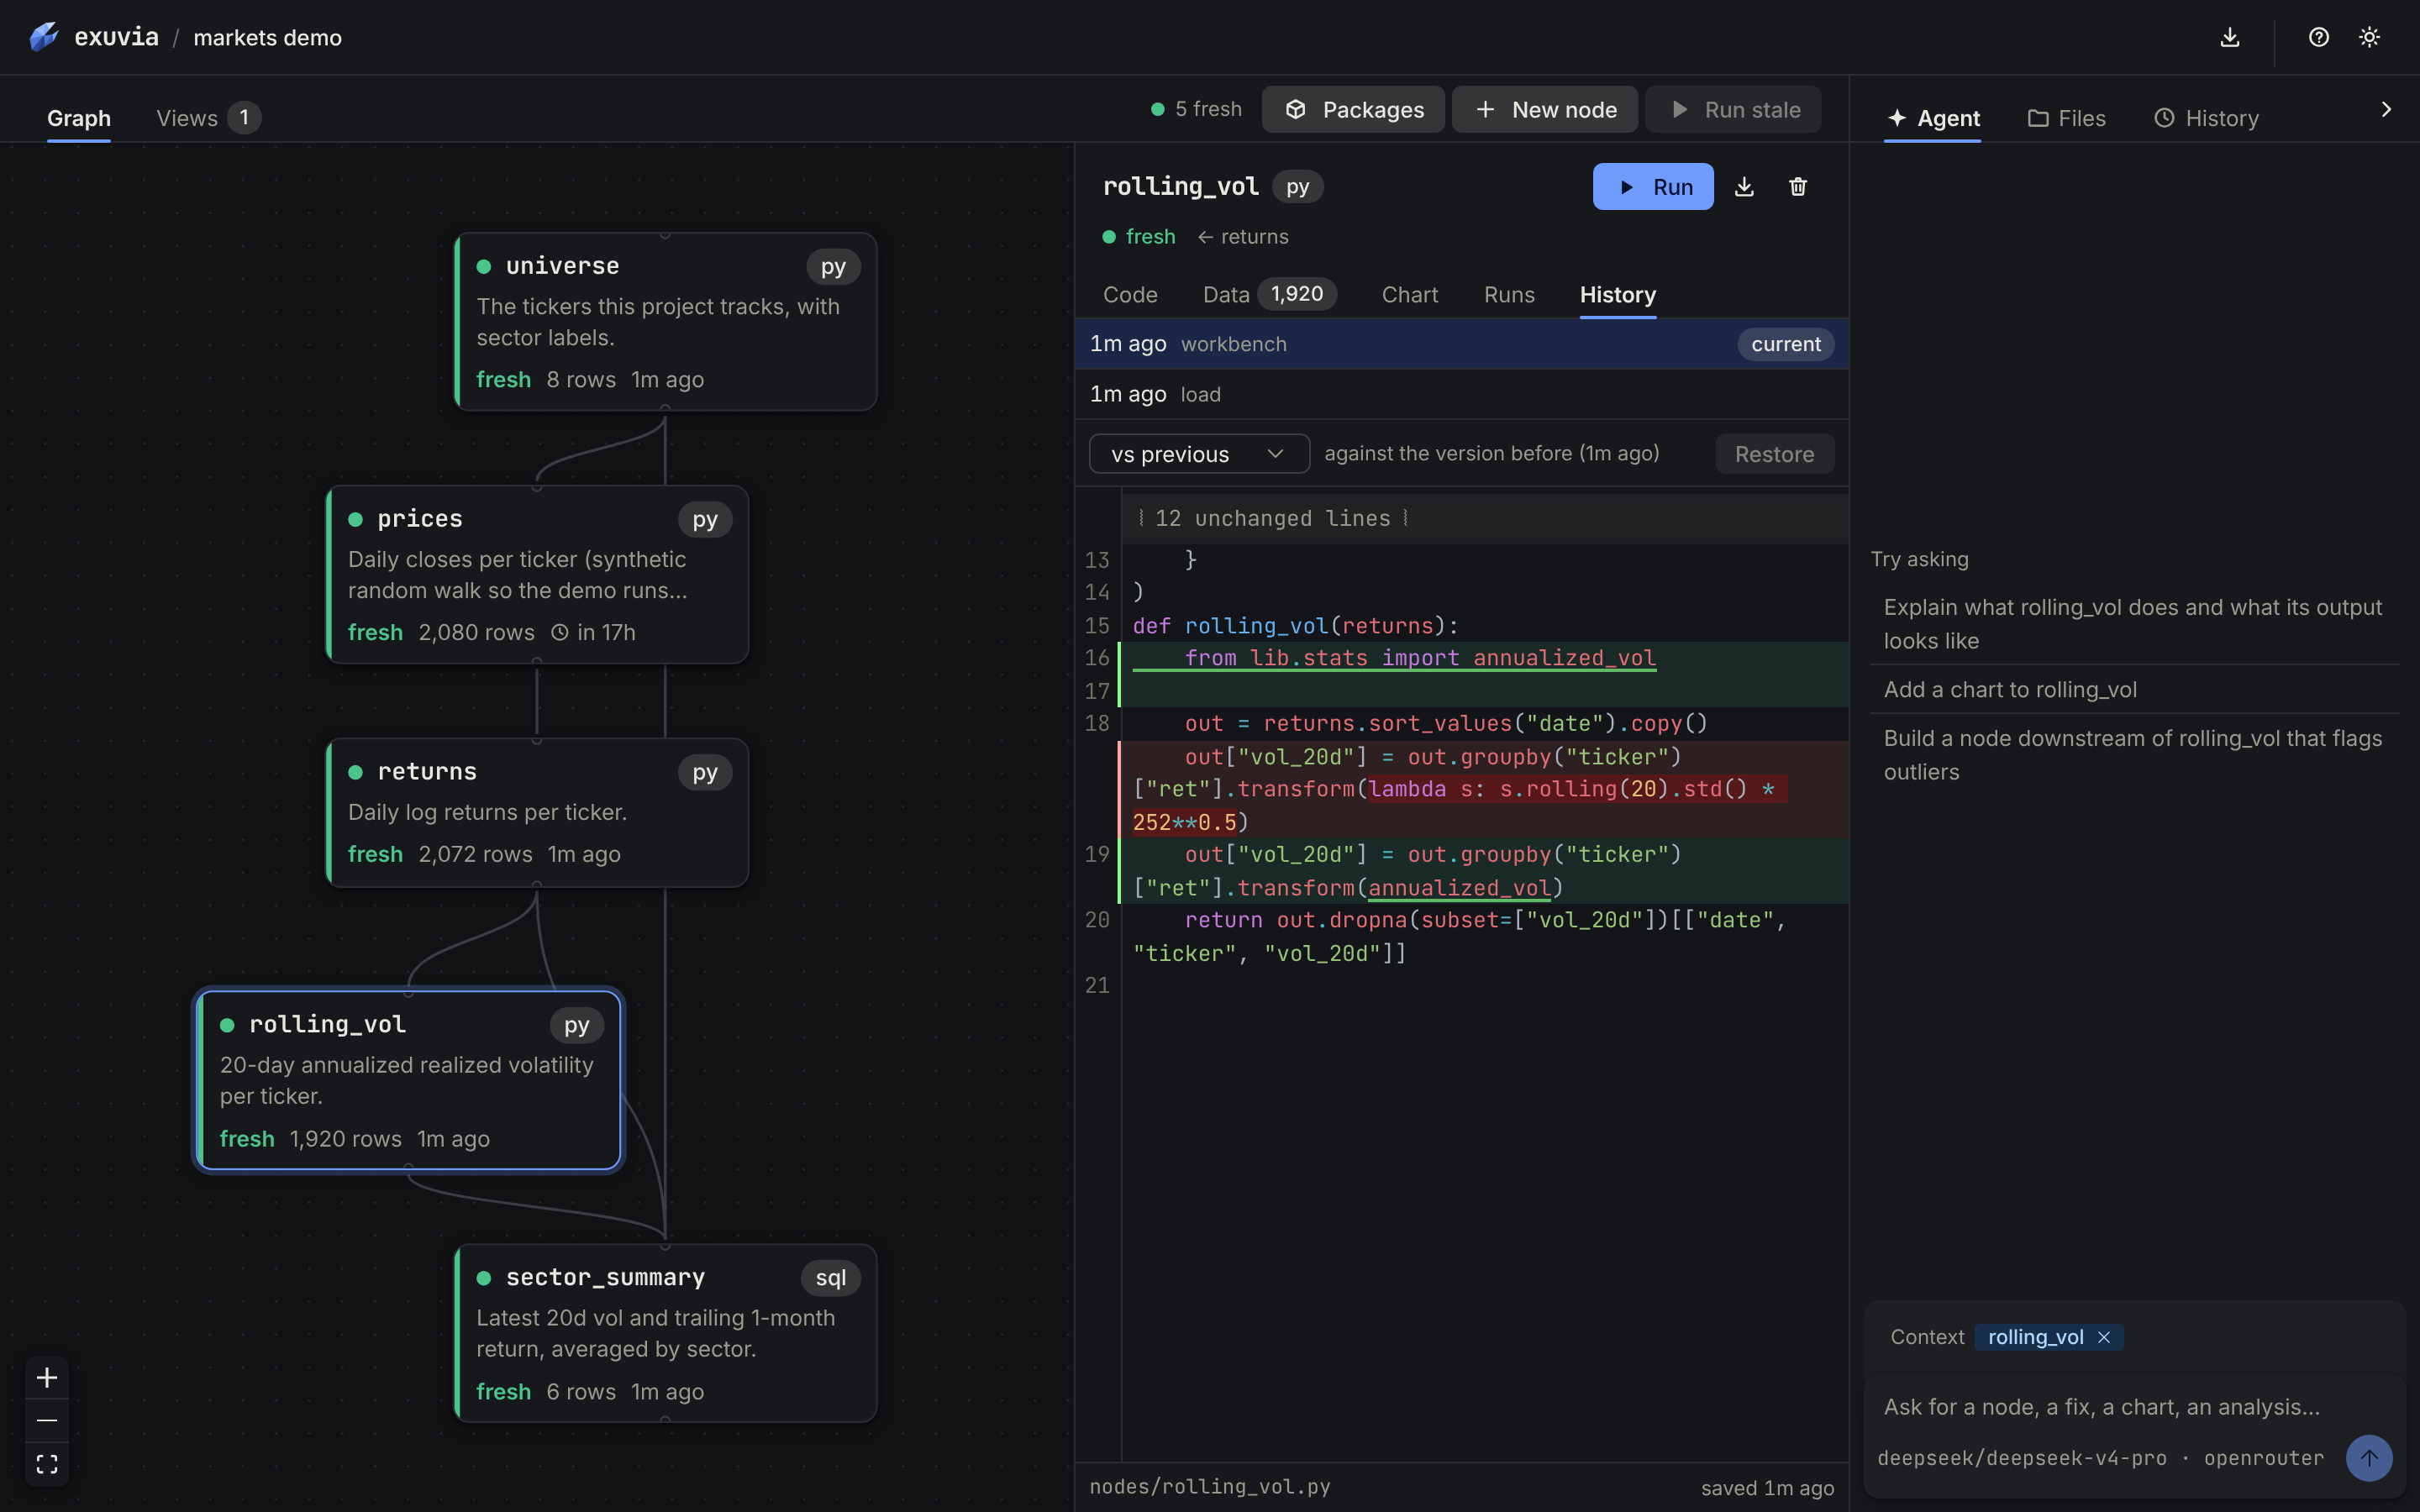 exuvia / markets demo
Graph
Views 1
5 fresh
Packages
New node
Run stale
Agent
Files
History
universe py
The tickers this project tracks, with
sector labels.
fresh 8 rows 1m ago
prices py
Daily closes per ticker (synthetic
random walk so the demo runs...
fresh 2,080 rows in 17h
returns py
Daily log returns per ticker.
fresh 2,072 rows 1m ago
rolling_vol py
20-day annualized realized volatility
per ticker.
fresh 1,920 rows 1m ago
sector_summary sql
Latest 20d vol and trailing 1-month
return, averaged by sector.
fresh 6 rows 1m ago
rolling_vol py
Run
fresh ← returns
Code Data 1,920 Chart Runs History
1m ago workbench current
1m ago load
vs previous against the version before (1m ago) Restore
12 unchanged lines
13     }
14 )
15 def rolling_vol(returns):
16     from lib.stats import annualized_vol
17
18     out = returns.sort_values("date").copy()
    out["vol_20d"] = out.groupby("ticker")
["ret"].transform(lambda s: s.rolling(20).std() *
252**0.5)
19     out["vol_20d"] = out.groupby("ticker")
["ret"].transform(annualized_vol)
20     return out.dropna(subset=["vol_20d"])[["date",
"ticker", "vol_20d"]]
21
nodes/rolling_vol.py saved 1m ago
Try asking
Explain what rolling_vol does and what its output
looks like
Add a chart to rolling_vol
Build a node downstream of rolling_vol that flags
outliers
Context rolling_vol ×
Ask for a node, a fix, a chart, an analysis...
deepseek/deepseek-v4-pro · openrouter